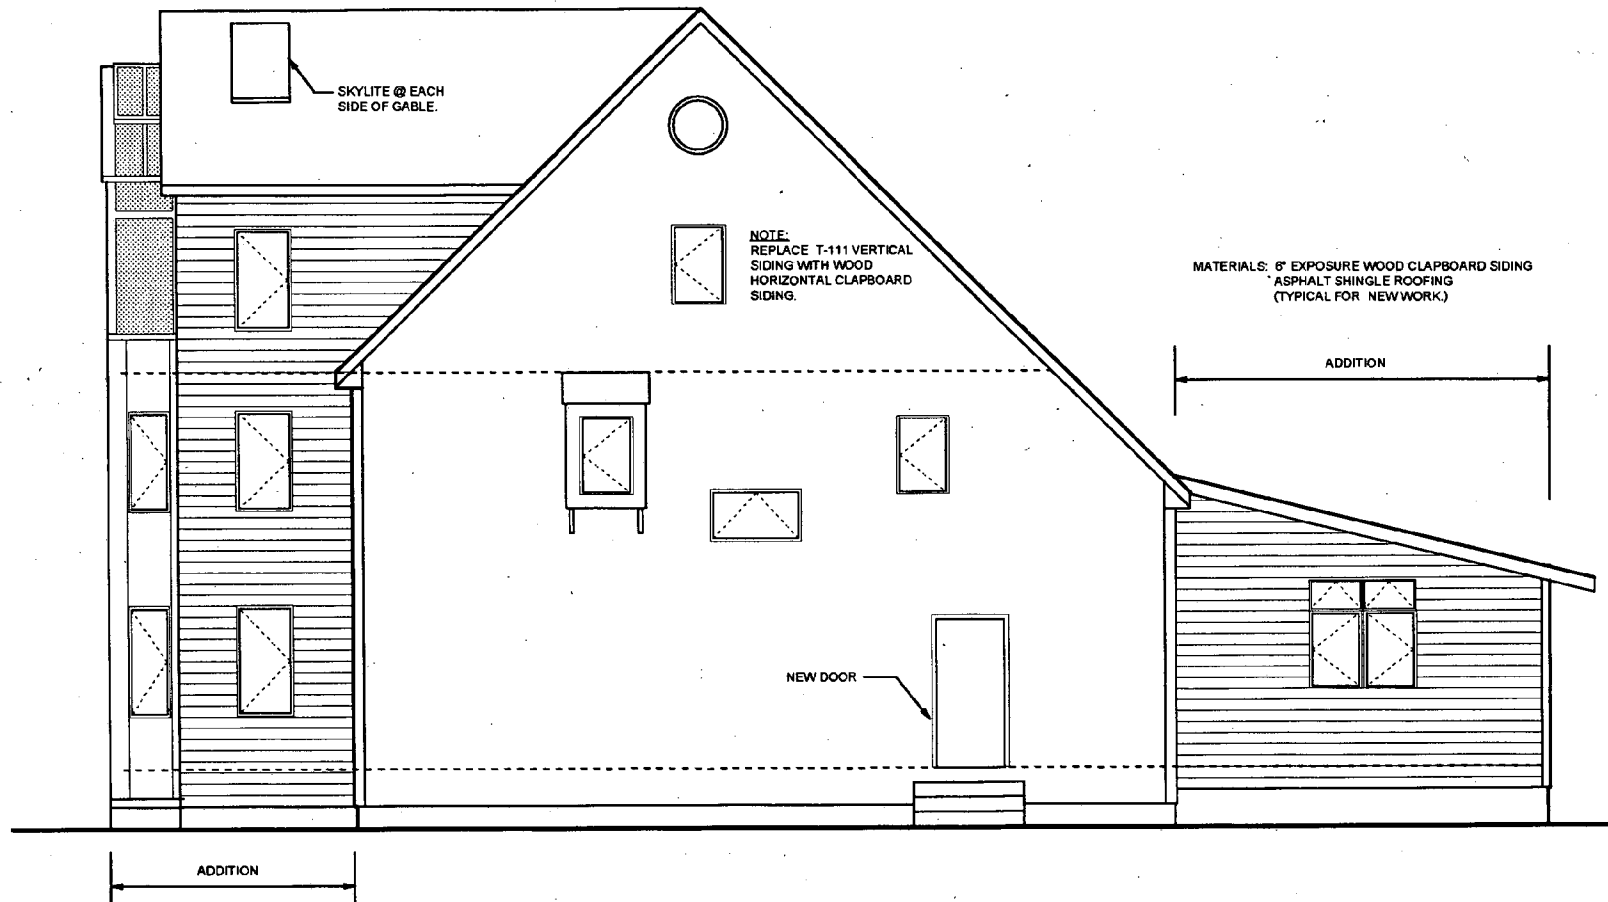 SKYLITE @ EACH
SIDE OF GABLE.
NOTE:
REPLACE T-111 VERTICAL
SIDING WITH WOOD
HORIZONTAL CLAPBOARD
SIDING.
MATERIALS: 6" EXPOSURE WOOD CLAPBOARD SIDING
ASPHALT SHINGLE ROOFING
(TYPICAL FOR NEW WORK.)
ADDITION
NEW DOOR
ADDITION